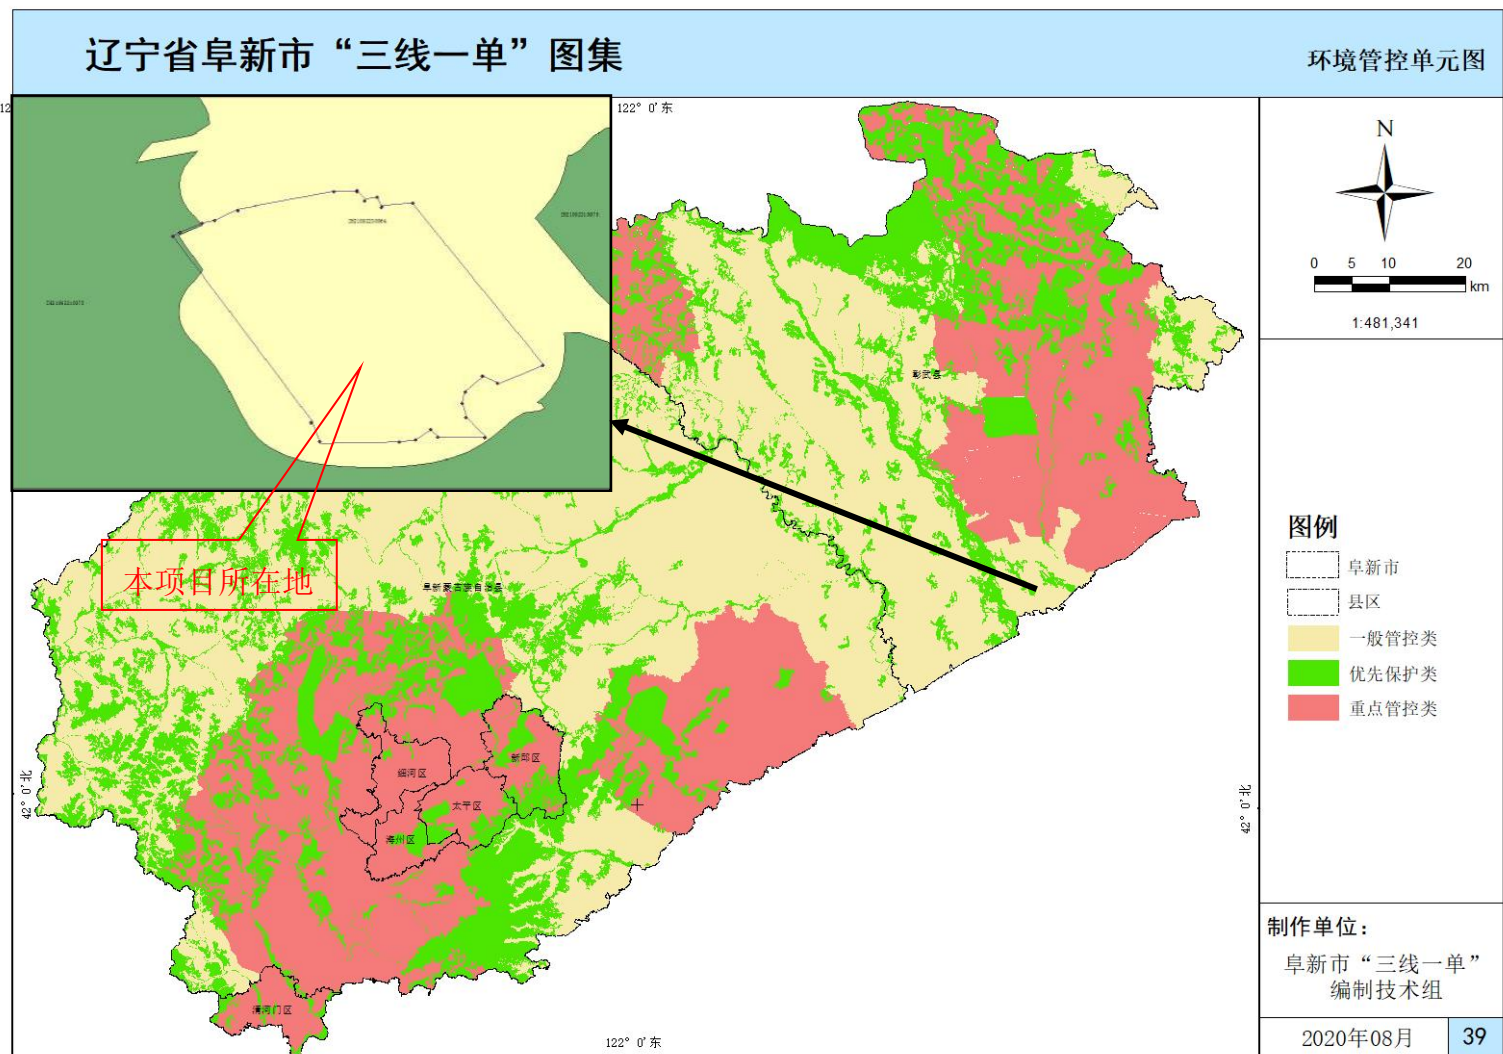 辽宁省阜新市“三线一单”图集
环境管控单元图
122° 0′东
N
0 5 10 20
km
1:481,341
彰武县
本项目所在地
阜新蒙古族自治县
图例
阜新市
县区
一般管控类
优先保护类
重点管控类
新邱区
细河区
太平区
海州区
清河门区
42° 0′北
42° 0′北
制作单位：
阜新市“三线一单”
编制技术组
122° 0′东
2020年08月
39